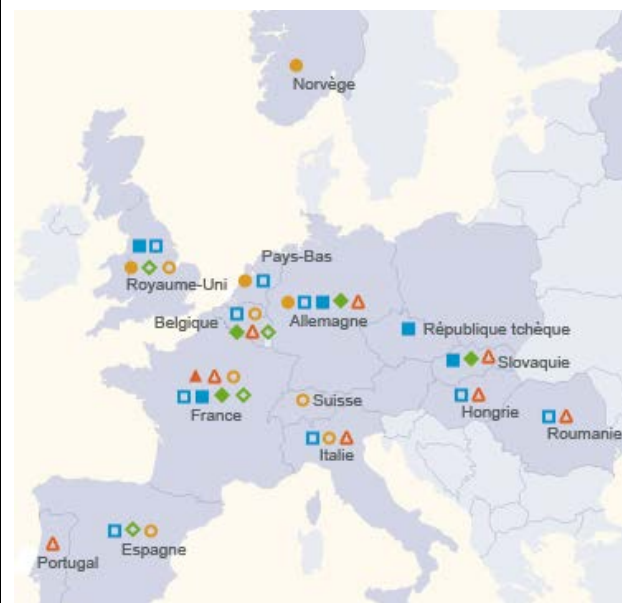 Norvège
Pays-Bas
Royaume-Uni
Belgique
Allemagne
République tchèque
Slovaquie
France
Suisse
Hongrie
Roumanie
Italie
Espagne
Portugal